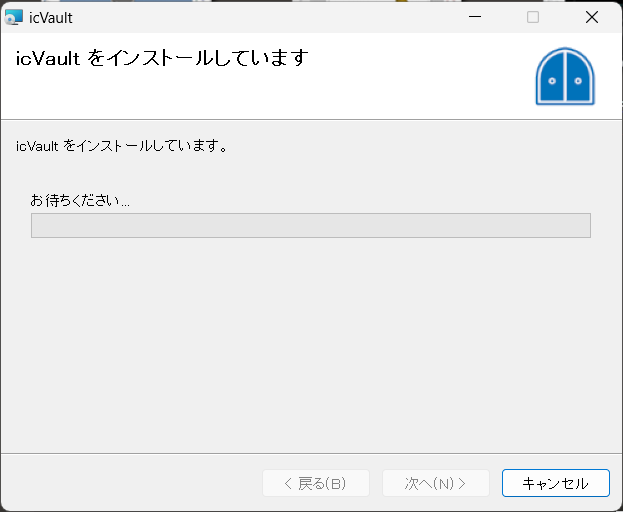 icVault
icVault をインストールしています
icVault をインストールしています。
お待ちください...
< 戻る(B)
次へ(N) >
キャンセル